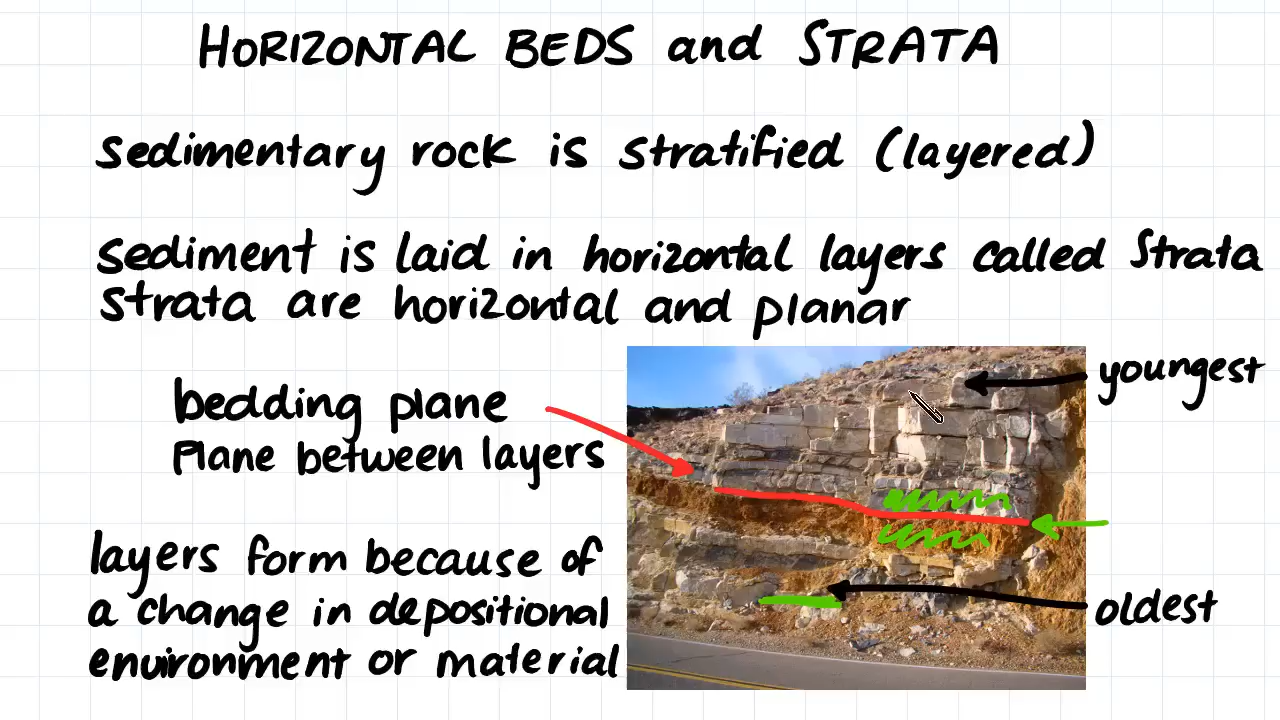 HORIZONTAL BEDS and STRATA
sedimentary rock is stratified (layered)
sediment is laid in horizontal layers called Strata
strata are horizontal and planar
bedding plane
Plane between layers
layers form because of
a change in depositional
environment or material
youngest
oldest